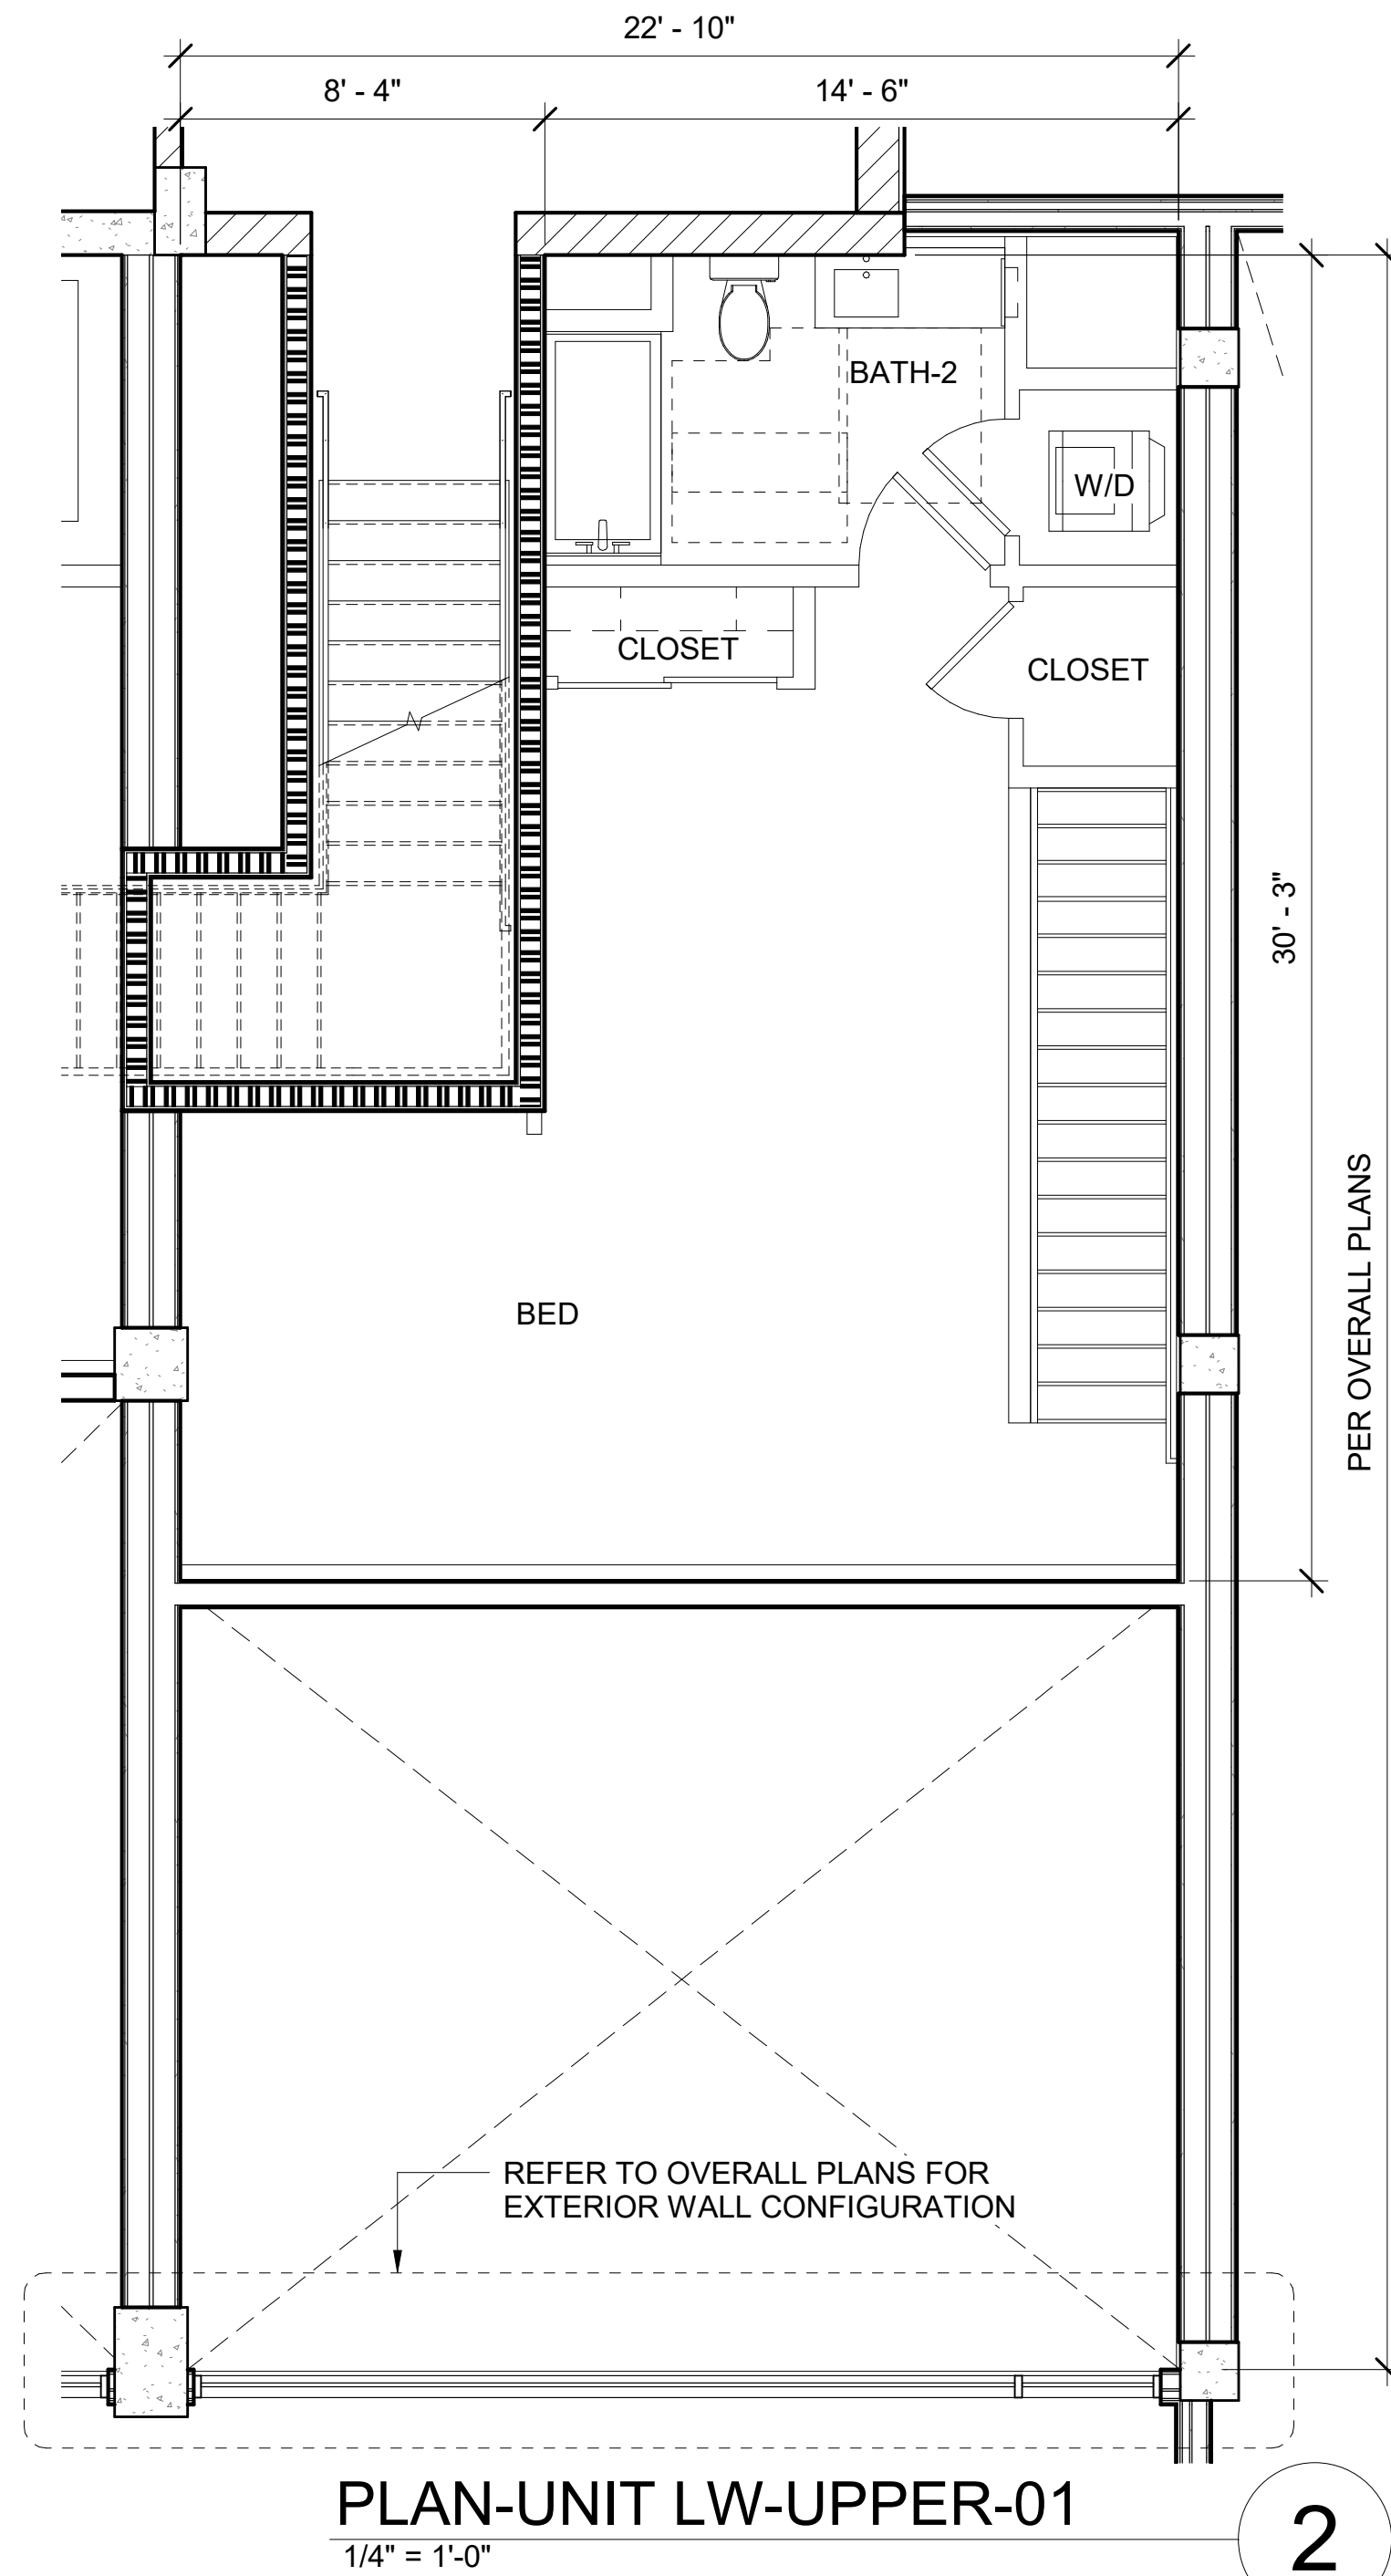 22' - 10"
8' - 4"
14' - 6"
BATH-2
W/D
CLOSET
CLOSET
30' - 3"
PER OVERALL PLANS
BED
REFER TO OVERALL PLANS FOR
EXTERIOR WALL CONFIGURATION
PLAN-UNIT LW-UPPER-01
1/4" = 1'-0"
2